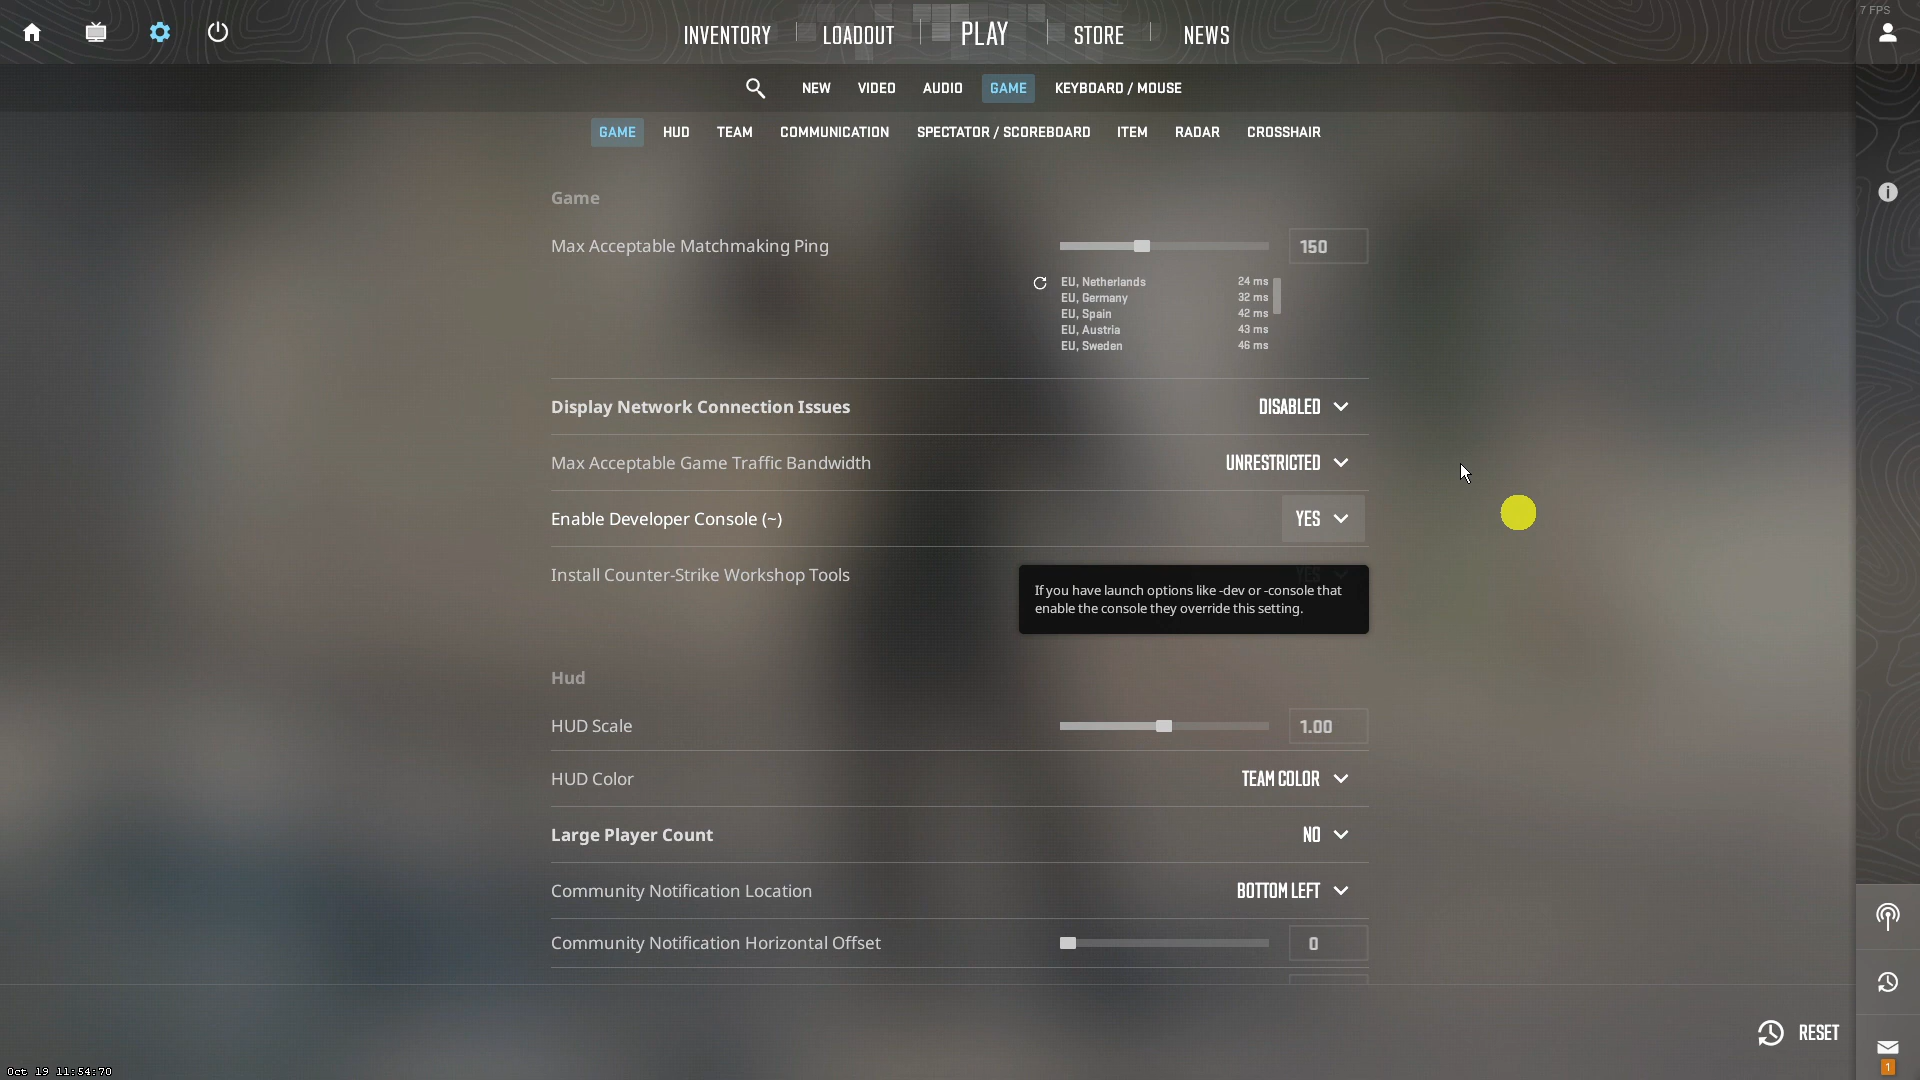 7 FPS
INVENTORY
LOADOUT
PLAY
STORE
NEWS
NEW
VIDEO
AUDIO
GAME
KEYBOARD / MOUSE
GAME
HUD
TEAM
COMMUNICATION
SPECTATOR / SCOREBOARD
ITEM
RADAR
CROSSHAIR
Game
Max Acceptable Matchmaking Ping
150
EU, Netherlands 24 ms
EU, Germany 32 ms
EU, Spain 42 ms
EU, Austria 43 ms
EU, Sweden 46 ms
Display Network Connection Issues
DISABLED
Max Acceptable Game Traffic Bandwidth
UNRESTRICTED
Enable Developer Console (~)
YES
Install Counter-Strike Workshop Tools
YES
If you have launch options like -dev or -console that
enable the console they override this setting.
Hud
HUD Scale
1.00
HUD Color
TEAM COLOR
Large Player Count
NO
Community Notification Location
BOTTOM LEFT
Community Notification Horizontal Offset
0
RESET
1
Oct 19 11:54:70